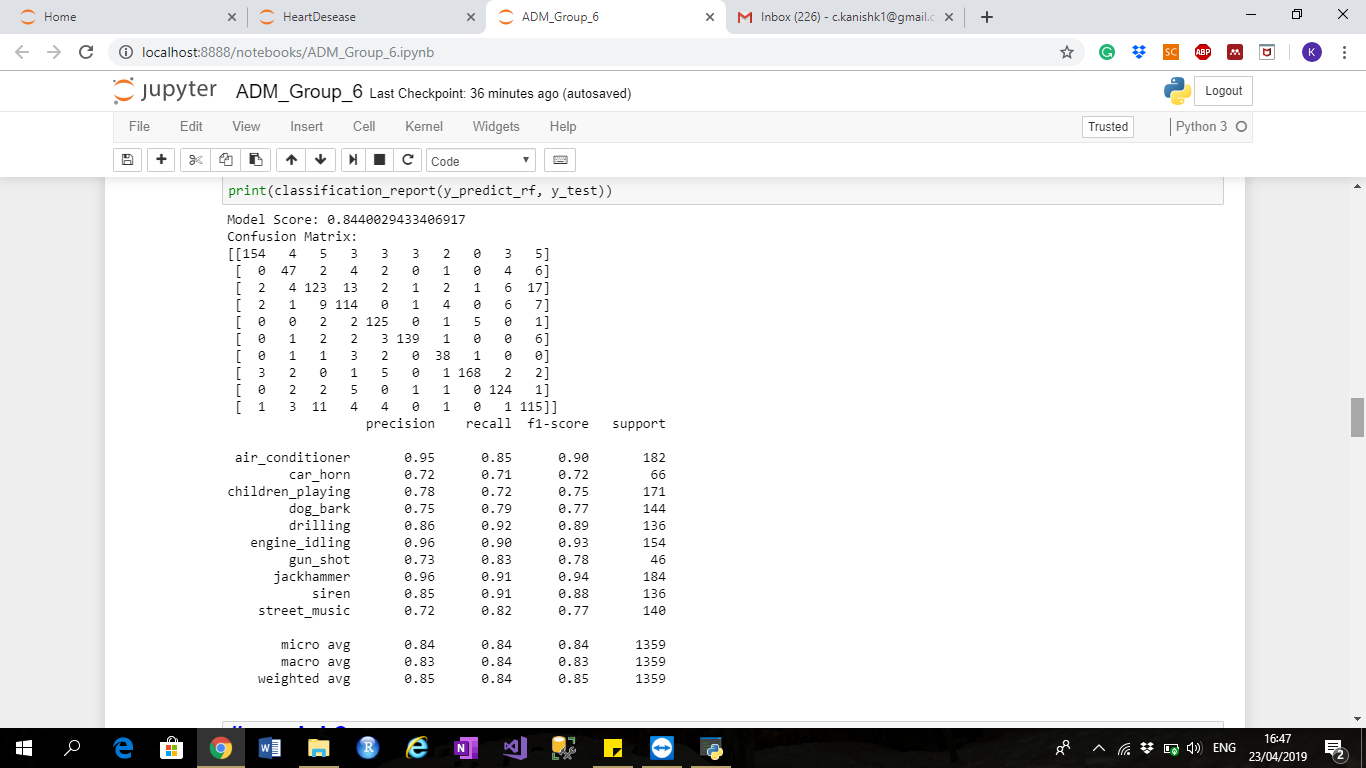 Home
HeartDesease
ADM_Group_6
Inbox (226) - c.kanishk1@gmail.c
localhost:8888/notebooks/ADM_Group_6.ipynb
SC
ABP
K
jupyter ADM_Group_6 Last Checkpoint: 36 minutes ago (autosaved)
Logout
File Edit View Insert Cell Kernel Widgets Help
Trusted
Python 3
Code
print(classification_report(y_predict_rf, y_test))
Model Score: 0.8440029433406917
Confusion Matrix:
[[154 4 5 3 3 3 2 0 3 5]
[ 0 47 2 4 2 0 1 0 4 6]
[ 2 4 123 13 2 1 2 1 6 17]
[ 2 1 9 114 0 1 4 0 6 7]
[ 0 0 2 2 125 0 1 5 0 1]
[ 0 1 2 2 3 139 1 0 0 6]
[ 0 1 1 3 2 0 38 1 0 0]
[ 3 2 0 1 5 0 1 168 2 2]
[ 0 2 2 5 0 1 1 0 124 1]
[ 1 3 11 4 4 0 1 0 1 115]]
precision recall f1-score support
air_conditioner 0.95 0.85 0.90 182
car_horn 0.72 0.71 0.72 66
children_playing 0.78 0.72 0.75 171
dog_bark 0.75 0.79 0.77 144
drilling 0.86 0.92 0.89 136
engine_idling 0.96 0.90 0.93 154
gun_shot 0.73 0.83 0.78 46
jackhammer 0.96 0.91 0.94 184
siren 0.85 0.91 0.88 136
street_music 0.72 0.82 0.77 140
micro avg 0.84 0.84 0.84 1359
macro avg 0.83 0.84 0.83 1359
weighted avg 0.85 0.84 0.85 1359
ENG
16:47
23/04/2019
2